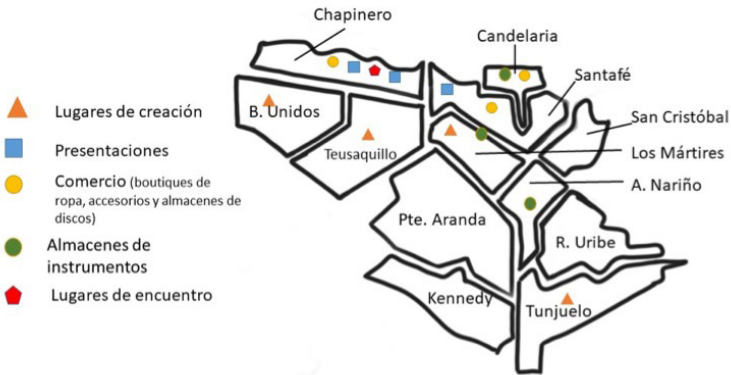 Chapinero
Candelaria
Santafé
San Cristóbal
Los Mártires
A. Nariño
B. Unidos
Teusaquillo
Pte. Aranda
R. Uribe
Kennedy
Tunjuelo
Lugares de creación
Presentaciones
Comercio (boutiques de
ropa, accesorios y almacenes de
discos)
Almacenes de
instrumentos
Lugares de encuentro